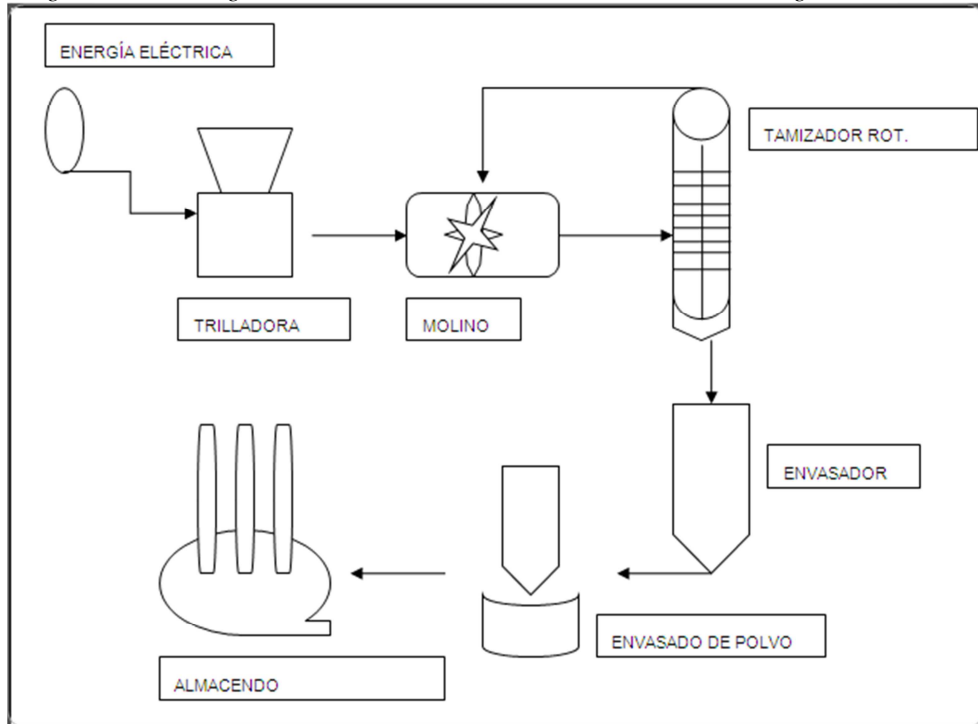 ENERGÍA ELÉCTRICA
TAMIZADOR ROT.
TRILLADORA
MOLINO
ENVASADOR
ENVASADO DE POLVO
ALMACENDO